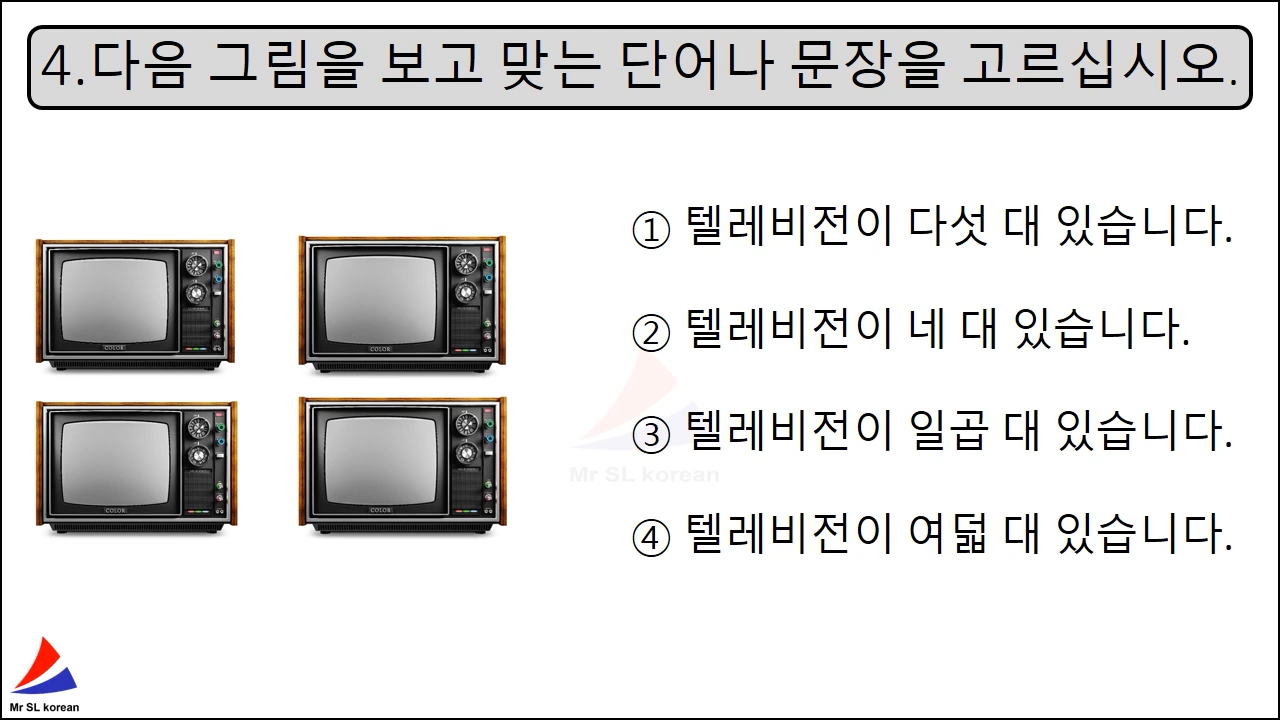 4.다음 그림을 보고 맞는 단어나 문장을 고르십시오.
① 텔레비전이 다섯 대 있습니다.
② 텔레비전이 네 대 있습니다.
③ 텔레비전이 일곱 대 있습니다.
④ 텔레비전이 여덟 대 있습니다.
COLOR
COLOR
COLOR
COLOR
Mr SL korean
Mr SL korean